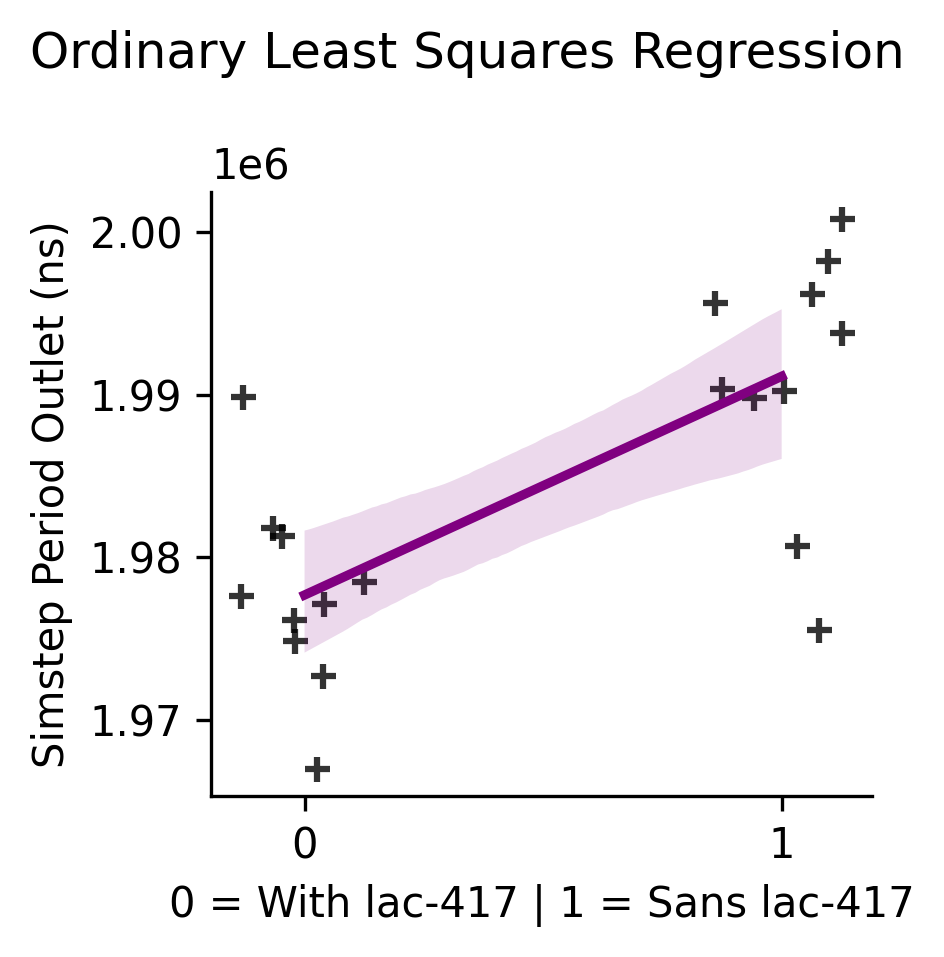 Ordinary Least Squares Regression
1e6
2.00
1.99
1.98
1.97
Simstep Period Outlet (ns)
0 1
0 = With lac-417 | 1 = Sans lac-417